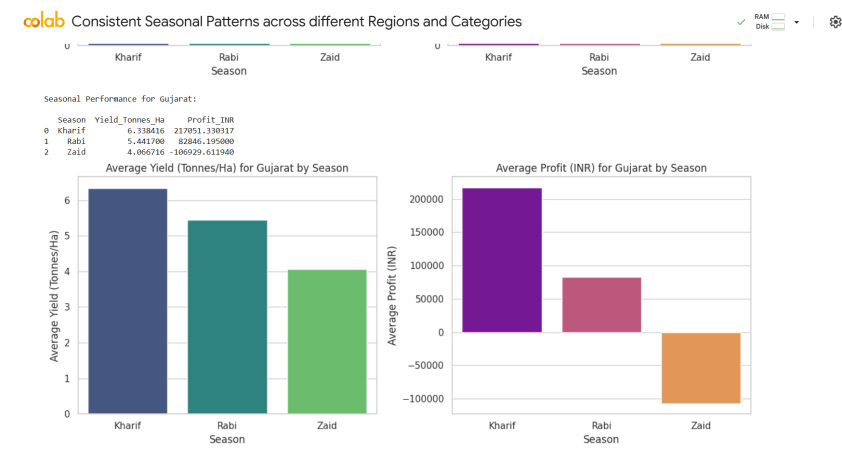 colab Consistent Seasonal Patterns across different Regions and Categories
RAM
Disk
0
Kharif Rabi Zaid
Season
0
Kharif Rabi Zaid
Season
Seasonal Performance for Gujarat:
Season Yield_Tonnes_Ha Profit_INR
0 Kharif 6.338416 217051.330317
1 Rabi 5.441700 82846.195000
2 Zaid 4.066716 -106929.611940
Average Yield (Tonnes/Ha) for Gujarat by Season
Average Yield (Tonnes/Ha)
6
5
4
3
2
1
0
Kharif Rabi Zaid
Season
Average Profit (INR) for Gujarat by Season
Average Profit (INR)
200000
150000
100000
50000
0
−50000
−100000
Kharif Rabi Zaid
Season